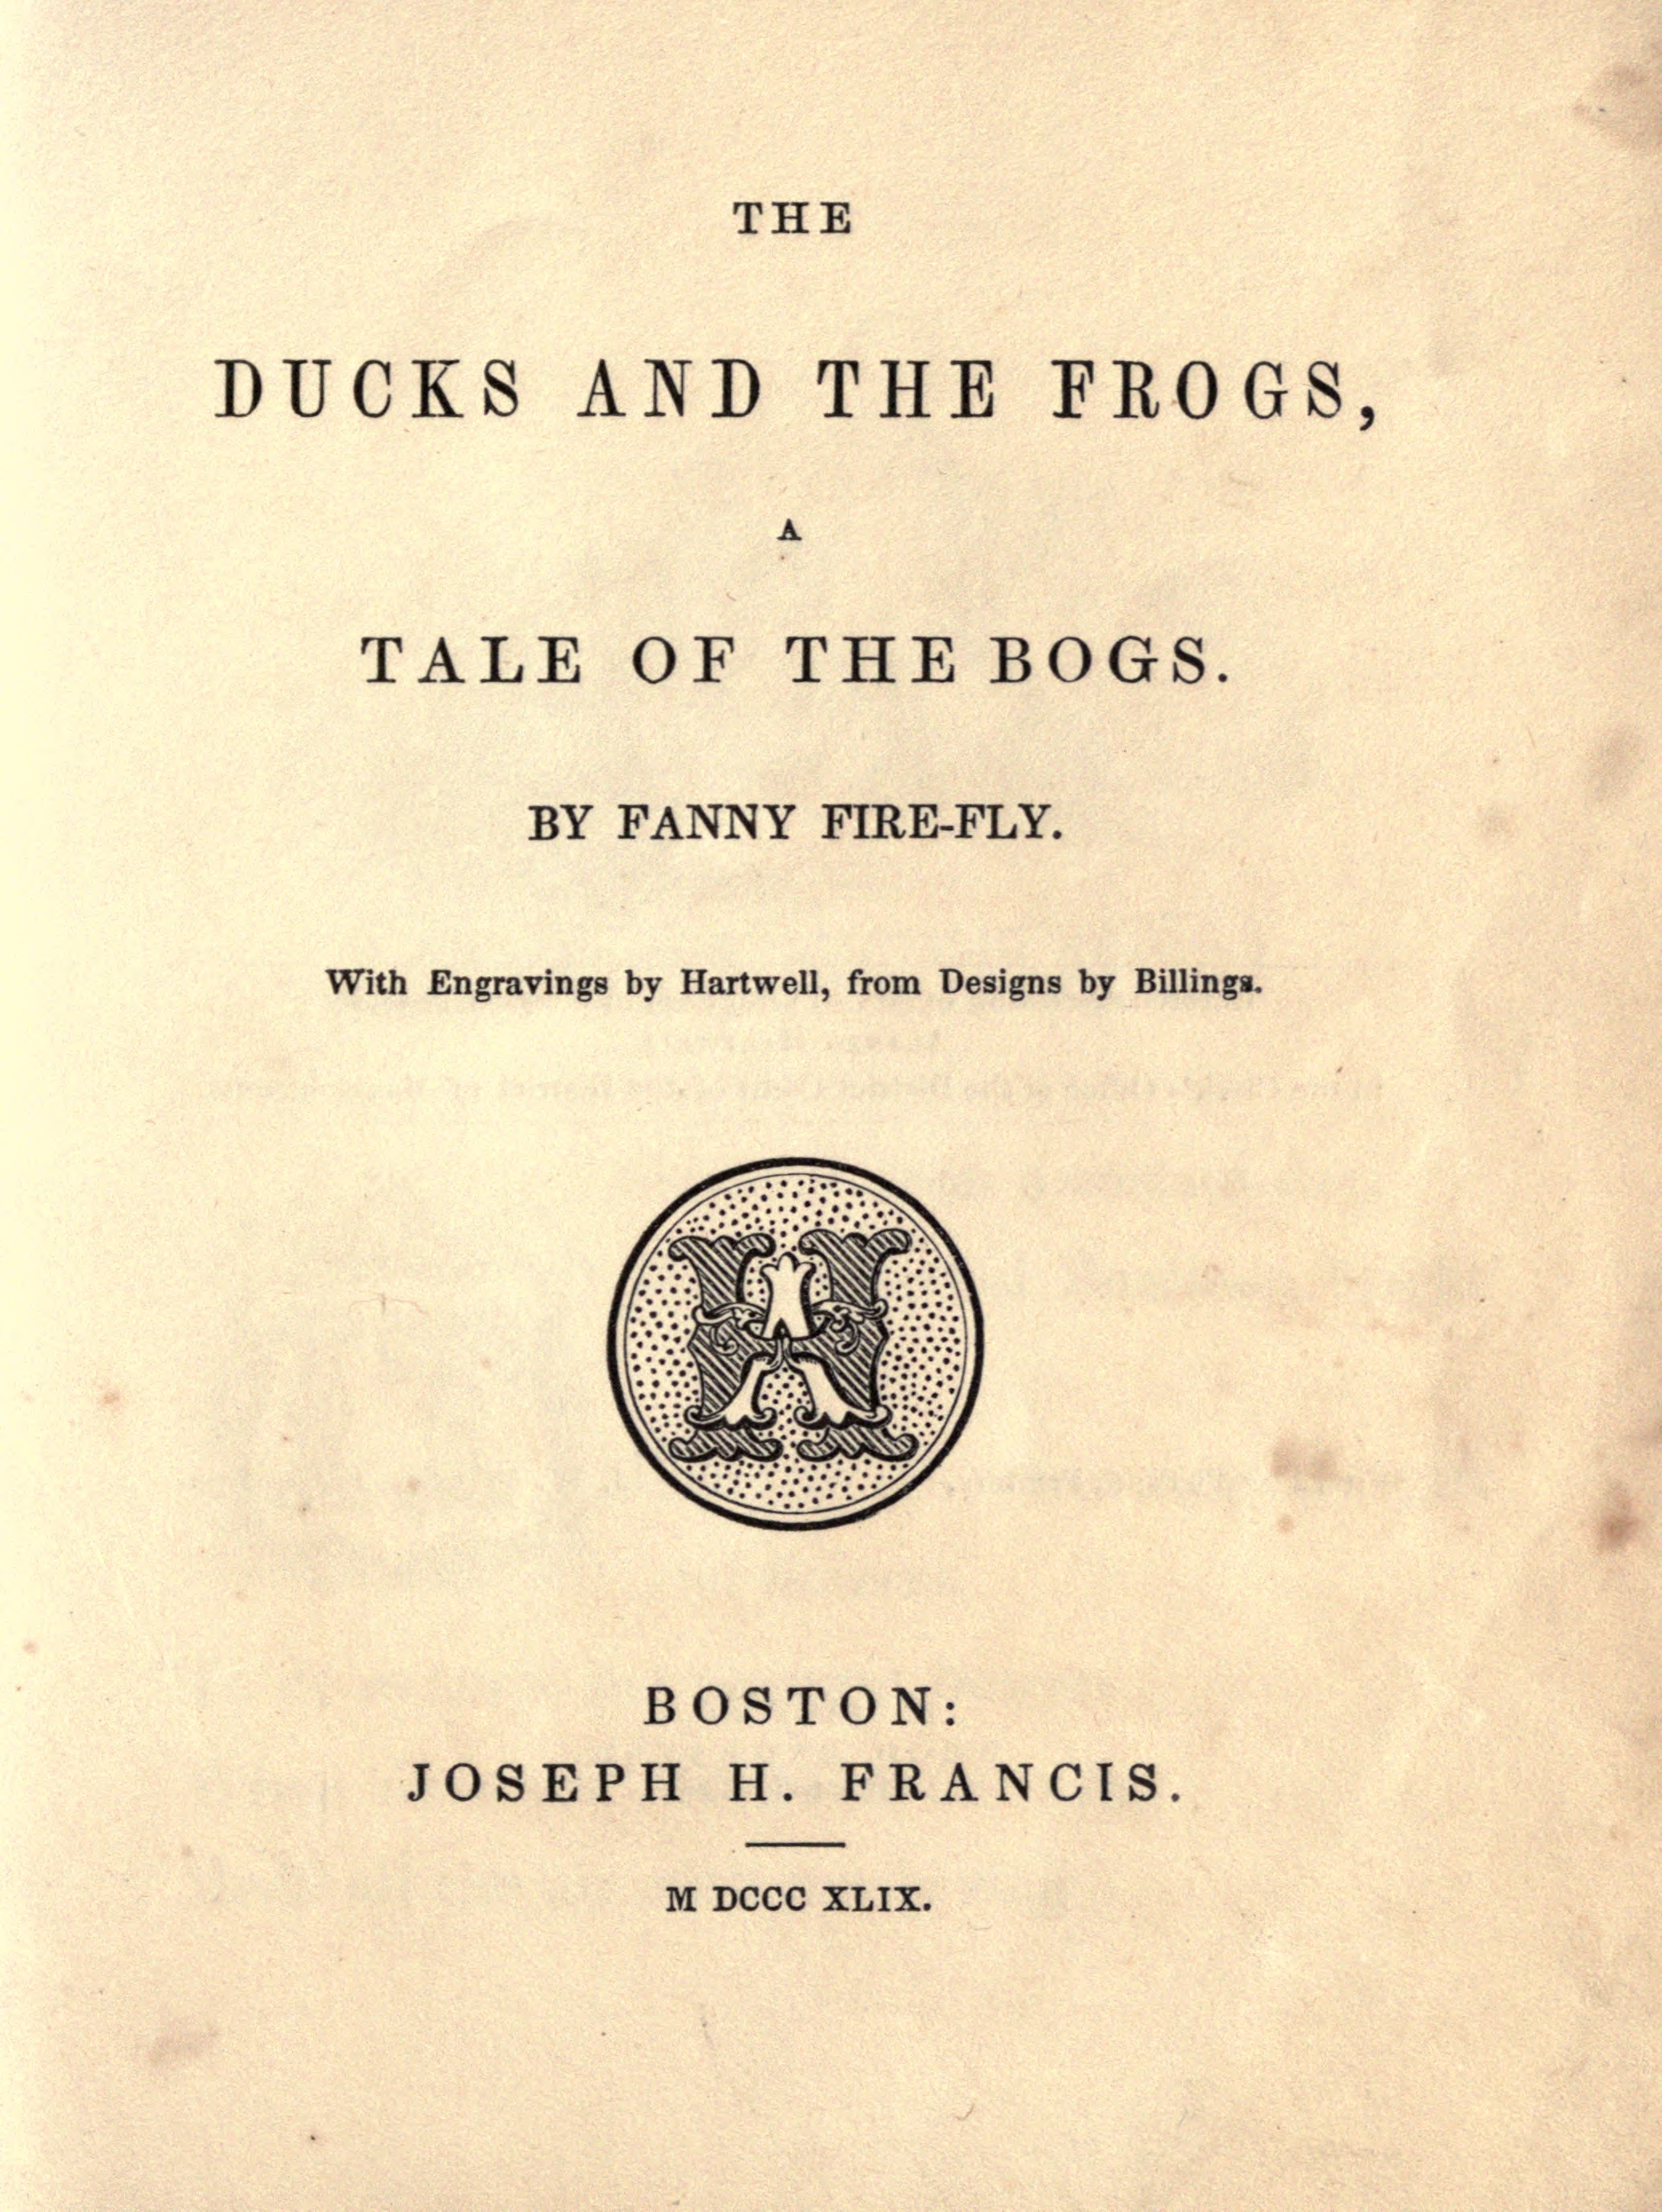 THE
DUCKS AND THE FROGS,
A
TALE OF THE BOGS.
BY FANNY FIRE-FLY.
With Engravings by Hartwell, from Designs by Billings.
BOSTON:
JOSEPH H. FRANCIS.
M DCCC XLIX.